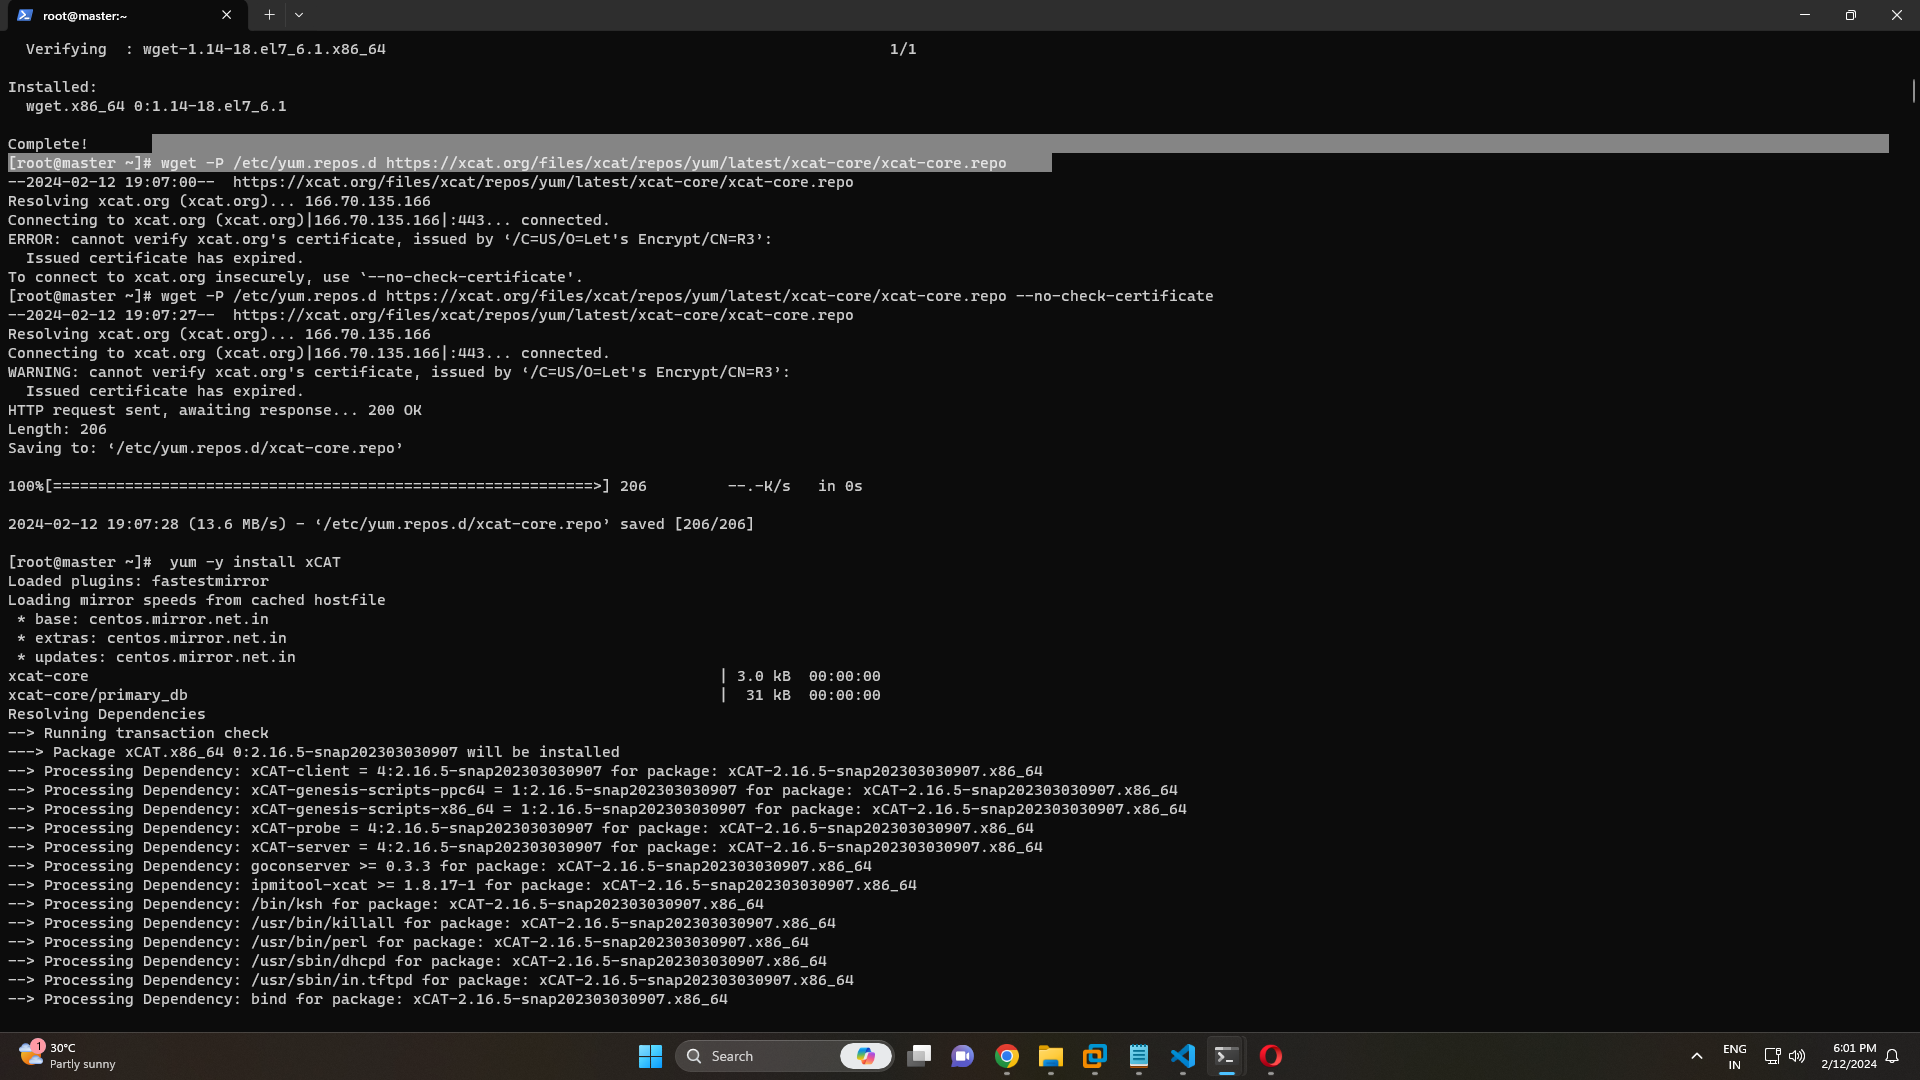 root@master:~
  Verifying  : wget-1.14-18.el7_6.1.x86_64                                                        1/1
Installed:
  wget.x86_64 0:1.14-18.el7_6.1
Complete!
[root@master ~]# wget -P /etc/yum.repos.d https://xcat.org/files/xcat/repos/yum/latest/xcat-core/xcat-core.repo
--2024-02-12 19:07:00--  https://xcat.org/files/xcat/repos/yum/latest/xcat-core/xcat-core.repo
Resolving xcat.org (xcat.org)... 166.70.135.166
Connecting to xcat.org (xcat.org)|166.70.135.166|:443... connected.
ERROR: cannot verify xcat.org's certificate, issued by ‘/C=US/O=Let's Encrypt/CN=R3’:
  Issued certificate has expired.
To connect to xcat.org insecurely, use `--no-check-certificate'.
[root@master ~]# wget -P /etc/yum.repos.d https://xcat.org/files/xcat/repos/yum/latest/xcat-core/xcat-core.repo --no-check-certificate
--2024-02-12 19:07:27--  https://xcat.org/files/xcat/repos/yum/latest/xcat-core/xcat-core.repo
Resolving xcat.org (xcat.org)... 166.70.135.166
Connecting to xcat.org (xcat.org)|166.70.135.166|:443... connected.
WARNING: cannot verify xcat.org's certificate, issued by ‘/C=US/O=Let's Encrypt/CN=R3’:
  Issued certificate has expired.
HTTP request sent, awaiting response... 200 OK
Length: 206
Saving to: ‘/etc/yum.repos.d/xcat-core.repo’
100%[============================================================>] 206         --.-K/s   in 0s
2024-02-12 19:07:28 (13.6 MB/s) - ‘/etc/yum.repos.d/xcat-core.repo’ saved [206/206]
[root@master ~]#  yum -y install xCAT
Loaded plugins: fastestmirror
Loading mirror speeds from cached hostfile
 * base: centos.mirror.net.in
 * extras: centos.mirror.net.in
 * updates: centos.mirror.net.in
xcat-core                                                                      | 3.0 kB  00:00:00
xcat-core/primary_db                                                           |  31 kB  00:00:00
Resolving Dependencies
--> Running transaction check
---> Package xCAT.x86_64 0:2.16.5-snap202303030907 will be installed
--> Processing Dependency: xCAT-client = 4:2.16.5-snap202303030907 for package: xCAT-2.16.5-snap202303030907.x86_64
--> Processing Dependency: xCAT-genesis-scripts-ppc64 = 1:2.16.5-snap202303030907 for package: xCAT-2.16.5-snap202303030907.x86_64
--> Processing Dependency: xCAT-genesis-scripts-x86_64 = 1:2.16.5-snap202303030907 for package: xCAT-2.16.5-snap202303030907.x86_64
--> Processing Dependency: xCAT-probe = 4:2.16.5-snap202303030907 for package: xCAT-2.16.5-snap202303030907.x86_64
--> Processing Dependency: xCAT-server = 4:2.16.5-snap202303030907 for package: xCAT-2.16.5-snap202303030907.x86_64
--> Processing Dependency: goconserver >= 0.3.3 for package: xCAT-2.16.5-snap202303030907.x86_64
--> Processing Dependency: ipmitool-xcat >= 1.8.17-1 for package: xCAT-2.16.5-snap202303030907.x86_64
--> Processing Dependency: /bin/ksh for package: xCAT-2.16.5-snap202303030907.x86_64
--> Processing Dependency: /usr/bin/killall for package: xCAT-2.16.5-snap202303030907.x86_64
--> Processing Dependency: /usr/bin/perl for package: xCAT-2.16.5-snap202303030907.x86_64
--> Processing Dependency: /usr/sbin/dhcpd for package: xCAT-2.16.5-snap202303030907.x86_64
--> Processing Dependency: /usr/sbin/in.tftpd for package: xCAT-2.16.5-snap202303030907.x86_64
--> Processing Dependency: bind for package: xCAT-2.16.5-snap202303030907.x86_64
1
30°C
Partly sunny
Search
ENG
IN
6:01 PM
2/12/2024